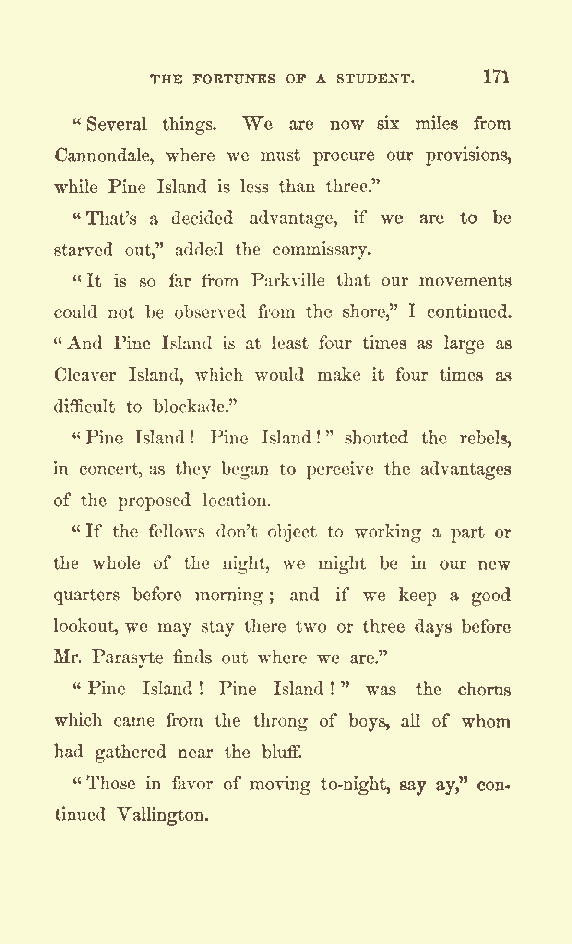 THE FORTUNES OF A STUDENT. 171
“Several things. We are now six miles from
Cannondale, where we must procure our provisions,
while Pine Island is less than three.”
“That’s a decided advantage, if we are to be
starved out,” added the commissary.
“It is so far from Parkville that our movements
could not be observed from the shore,” I continued.
“And Pine Island is at least four times as large as
Cleaver Island, which would make it four times as
difficult to blockade.”
“Pine Island! Pine Island!” shouted the rebels,
in concert, as they began to perceive the advantages
of the proposed location.
“If the fellows don’t object to working a part or
the whole of the night, we might be in our new
quarters before morning; and if we keep a good
lookout, we may stay there two or three days before
Mr. Parasyte finds out where we are.”
“Pine Island! Pine Island!” was the chorus
which came from the throng of boys, all of whom
had gathered near the bluff.
“Those in favor of moving to-night, say ay,” con-
tinued Vallington.